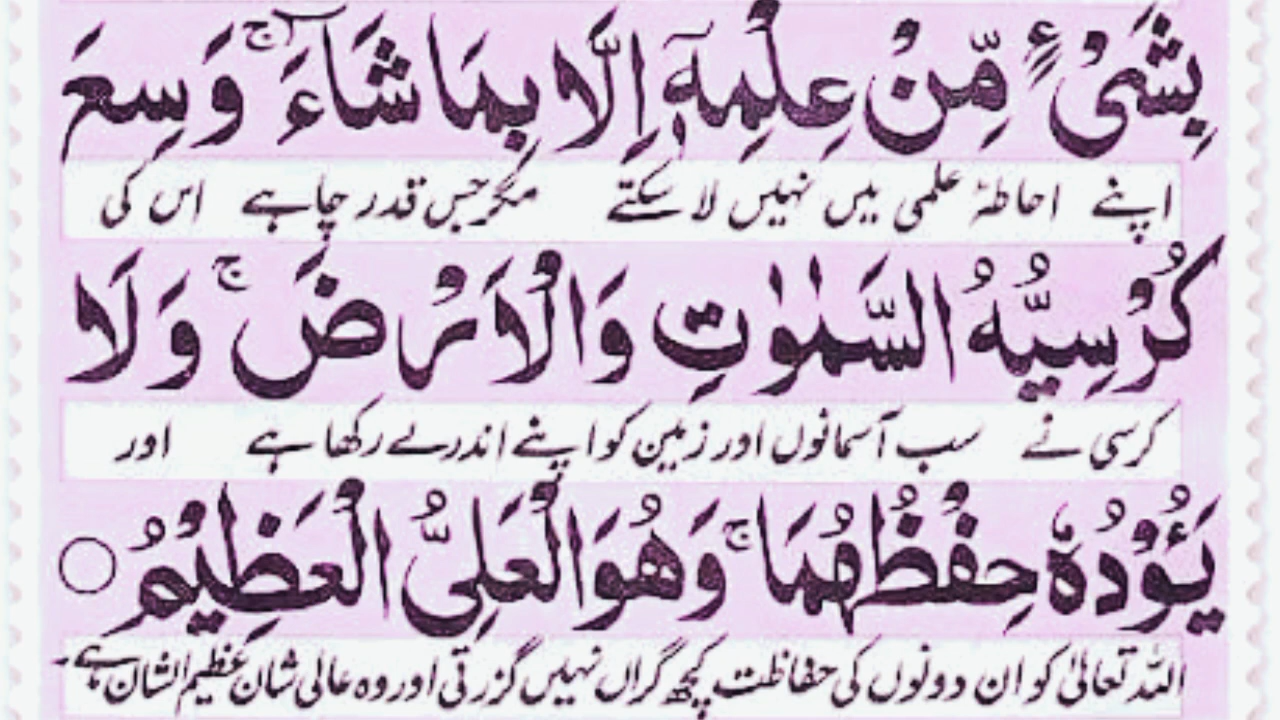 بِشَیْءٍ مِّنْ عِلْمِهٖۤ اِلَّا بِمَا شَآءَ ۚ وَسِعَ
اپنے احاطۂ علمی میں نہیں لا سکتے مگر جس قدر چاہے اس کی
كُرْسِیُّهُ السَّمٰوٰتِ وَالْاَرْضَ ۚ وَلَا
کرسی نے سب آسمانوں اور زمین کو اپنے اندر لے رکھا ہے اور
یَـُٔوْدُهٗ حِفْظُهُمَا ۚ وَهُوَ الْعَلِیُّ الْعَظِیْمُ ○
اللہ تعالیٰ کو ان دونوں کی حفاظت کچھ گراں نہیں گزرتی اور وہ عالی شان عظیم الشان ہے۔